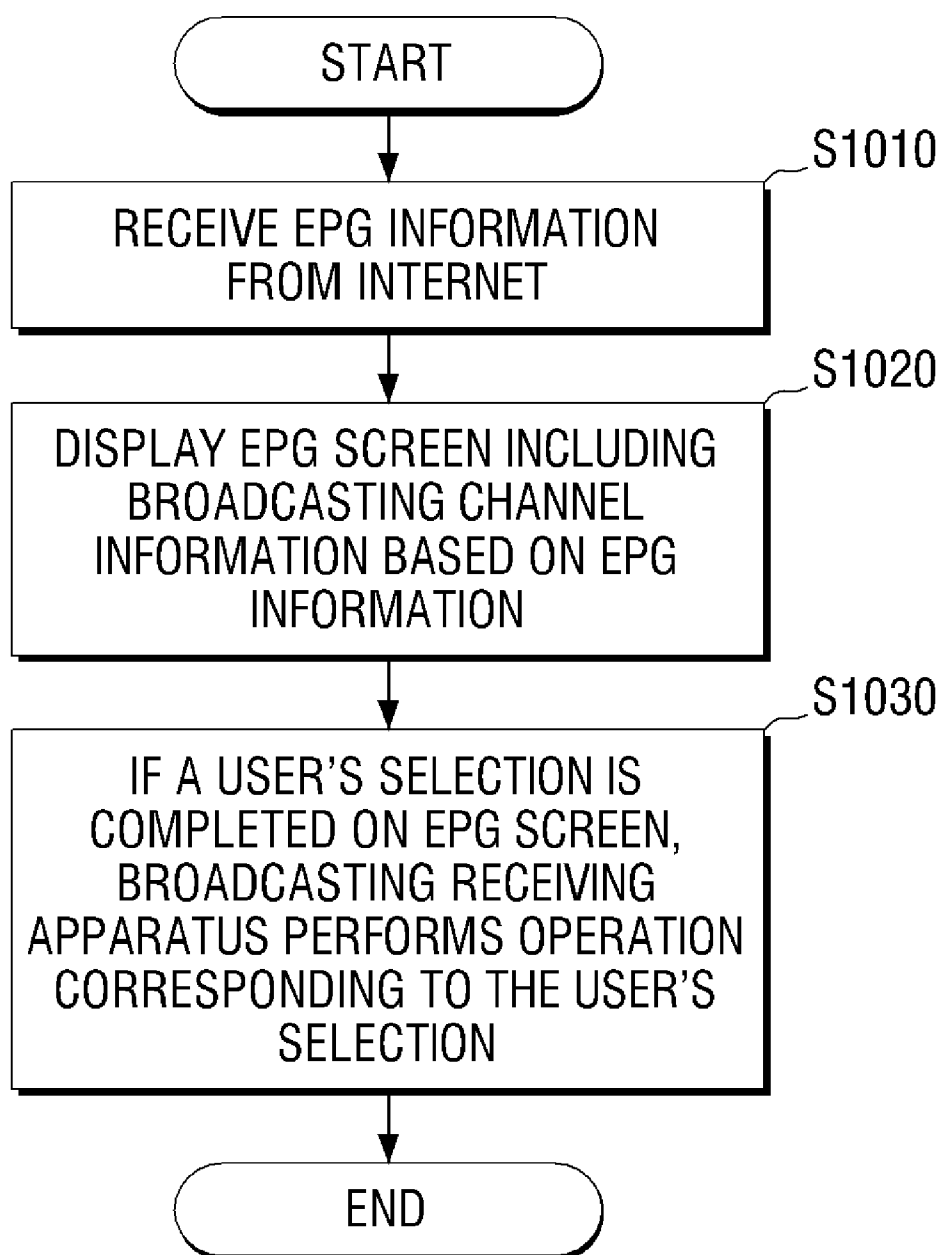 START
S1010
RECEIVE EPG INFORMATION
FROM INTERNET
S1020
DISPLAY EPG SCREEN INCLUDING
BROADCASTING CHANNEL
INFORMATION BASED ON EPG
INFORMATION
S1030
IF A USER'S SELECTION IS
COMPLETED ON EPG SCREEN,
BROADCASTING RECEIVING
APPARATUS PERFORMS OPERATION
CORRESPONDING TO THE USER'S
SELECTION
END